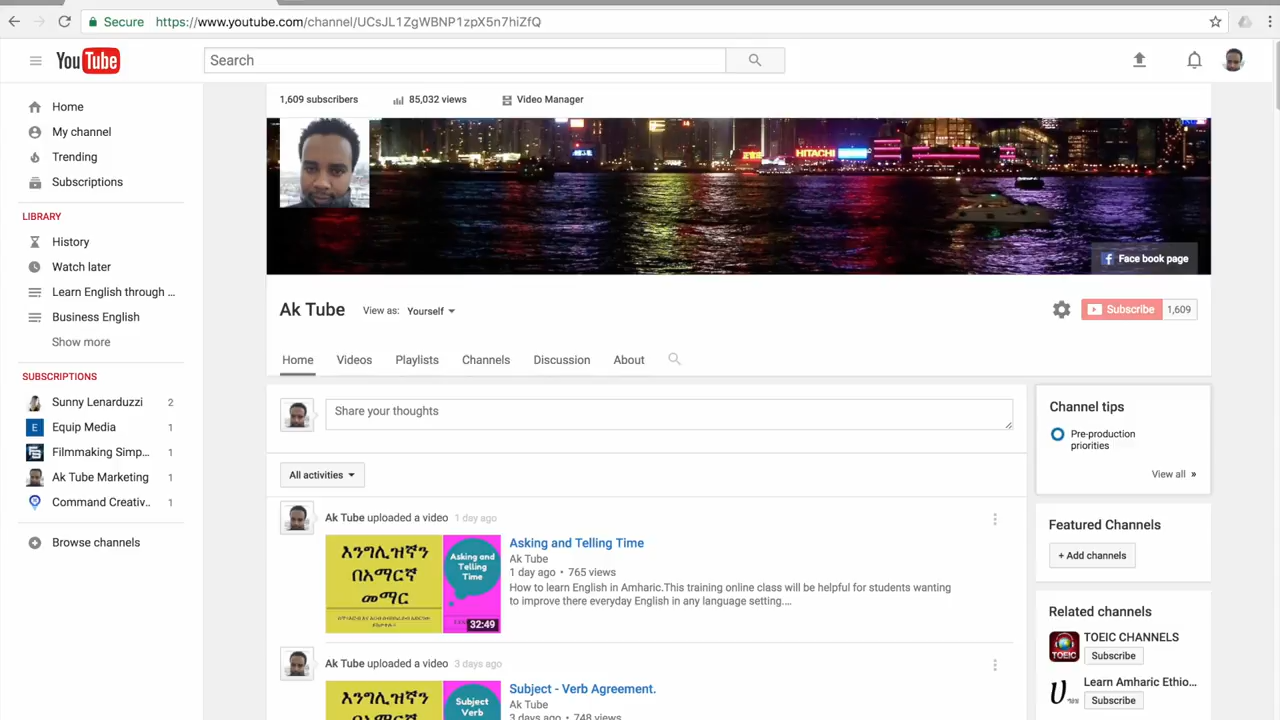 Secure https://www.youtube.com/channel/UCsJL1ZgWBNP1zpX5n7hiZfQ
YouTube
Search
Home
My channel
Trending
Subscriptions
LIBRARY
History
Watch later
Learn English through ...
Business English
Show more
SUBSCRIPTIONS
Sunny Lenarduzzi 2
Equip Media 1
Filmmaking Simp... 1
Ak Tube Marketing 1
Command Creativ.. 1
Browse channels
1,609 subscribers 85,032 views Video Manager
HITACHI
Face book page
Ak Tube View as: Yourself
Subscribe 1,609
Home Videos Playlists Channels Discussion About
Share your thoughts
All activities
Ak Tube uploaded a video 1 day ago
እንግሊዝኛን
በአማርኛ
መማር
Asking and
Telling
Time
32:49
Asking and Telling Time
Ak Tube
1 day ago • 765 views
How to learn English in Amharic.This training online class will be helpful for students wanting
to improve there everyday English in any language setting....
Ak Tube uploaded a video 3 days ago
እንግሊዝኛን
Subject
Verb
Subject - Verb Agreement.
Ak Tube
3 days ago • 748 views
Channel tips
Pre-production
priorities
View all »
Featured Channels
+ Add channels
Related channels
TOEIC
TOEIC CHANNELS
Subscribe
Learn Amharic Ethio...
Subscribe